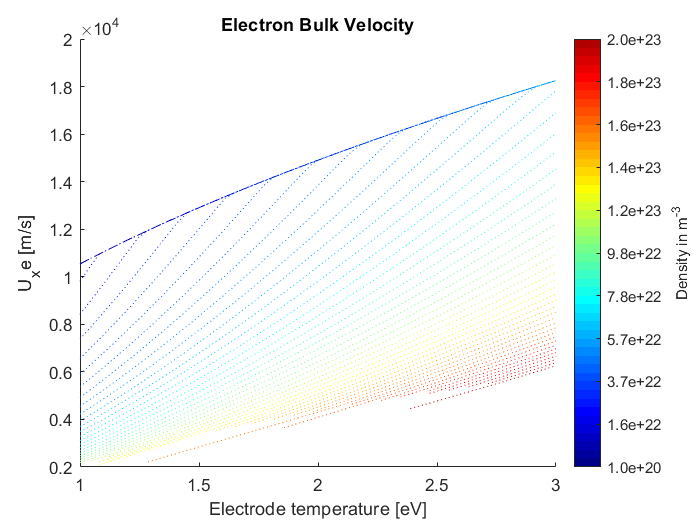 Electron Bulk Velocity
×10⁴
2
1.8
1.6
1.4
1.2
1
0.8
0.6
0.4
0.2
U_x e [m/s]
1
1.5
2
2.5
3
Electrode temperature [eV]
2.0e+23
1.8e+23
1.6e+23
1.4e+23
1.2e+23
9.8e+22
7.8e+22
5.7e+22
3.7e+22
1.6e+22
1.0e+20
Density in m⁻³